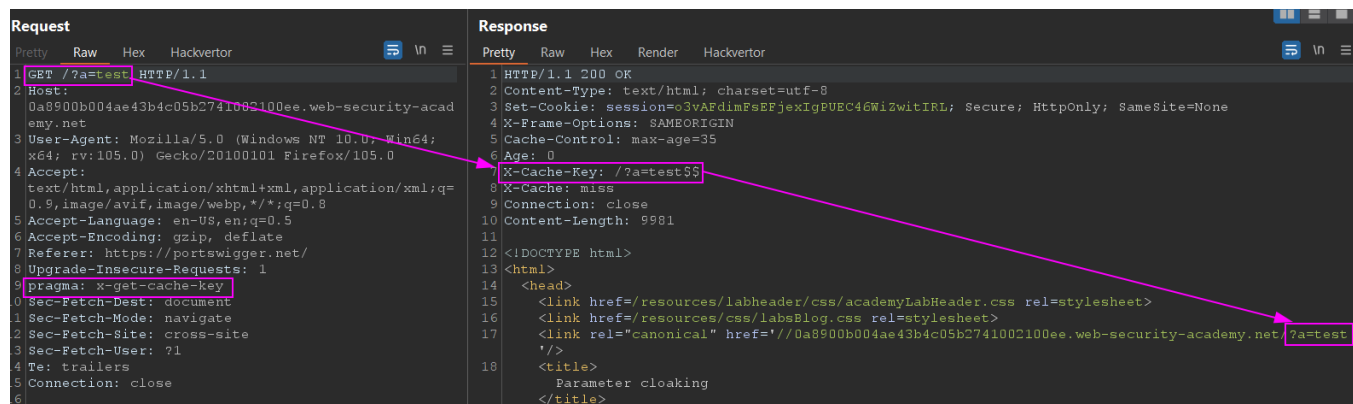 Request
Pretty Raw Hex Hackvertor \n
1 GET /?a=test HTTP/1.1
2 Host:
0a8900b004ae43b4c05b2741002100ee.web-security-acad
emy.net
3 User-Agent: Mozilla/5.0 (Windows NT 10.0; Win64;
x64; rv:105.0) Gecko/20100101 Firefox/105.0
4 Accept:
text/html,application/xhtml+xml,application/xml;q=
0.9,image/avif,image/webp,*/*;q=0.8
5 Accept-Language: en-US,en;q=0.5
6 Accept-Encoding: gzip, deflate
7 Referer: https://portswigger.net/
8 Upgrade-Insecure-Requests: 1
9 pragma: x-get-cache-key
0 Sec-Fetch-Dest: document
1 Sec-Fetch-Mode: navigate
2 Sec-Fetch-Site: cross-site
3 Sec-Fetch-User: ?1
4 Te: trailers
5 Connection: close
6
Response
Pretty Raw Hex Render Hackvertor \n
1 HTTP/1.1 200 OK
2 Content-Type: text/html; charset=utf-8
3 Set-Cookie: session=o3vAFdimFsEFjexIgPUEC46WiZwitIRL; Secure; HttpOnly; SameSite=None
4 X-Frame-Options: SAMEORIGIN
5 Cache-Control: max-age=35
6 Age: 0
7 X-Cache-Key: /?a=test$$
8 X-Cache: miss
9 Connection: close
10 Content-Length: 9981
11
12 <!DOCTYPE html>
13 <html>
14 <head>
15 <link href=/resources/labheader/css/academyLabHeader.css rel=stylesheet>
16 <link href=/resources/css/labsBlog.css rel=stylesheet>
17 <link rel="canonical" href='//0a8900b004ae43b4c05b2741002100ee.web-security-academy.net/?a=test
'/>
18 <title>
Parameter cloaking
</title>